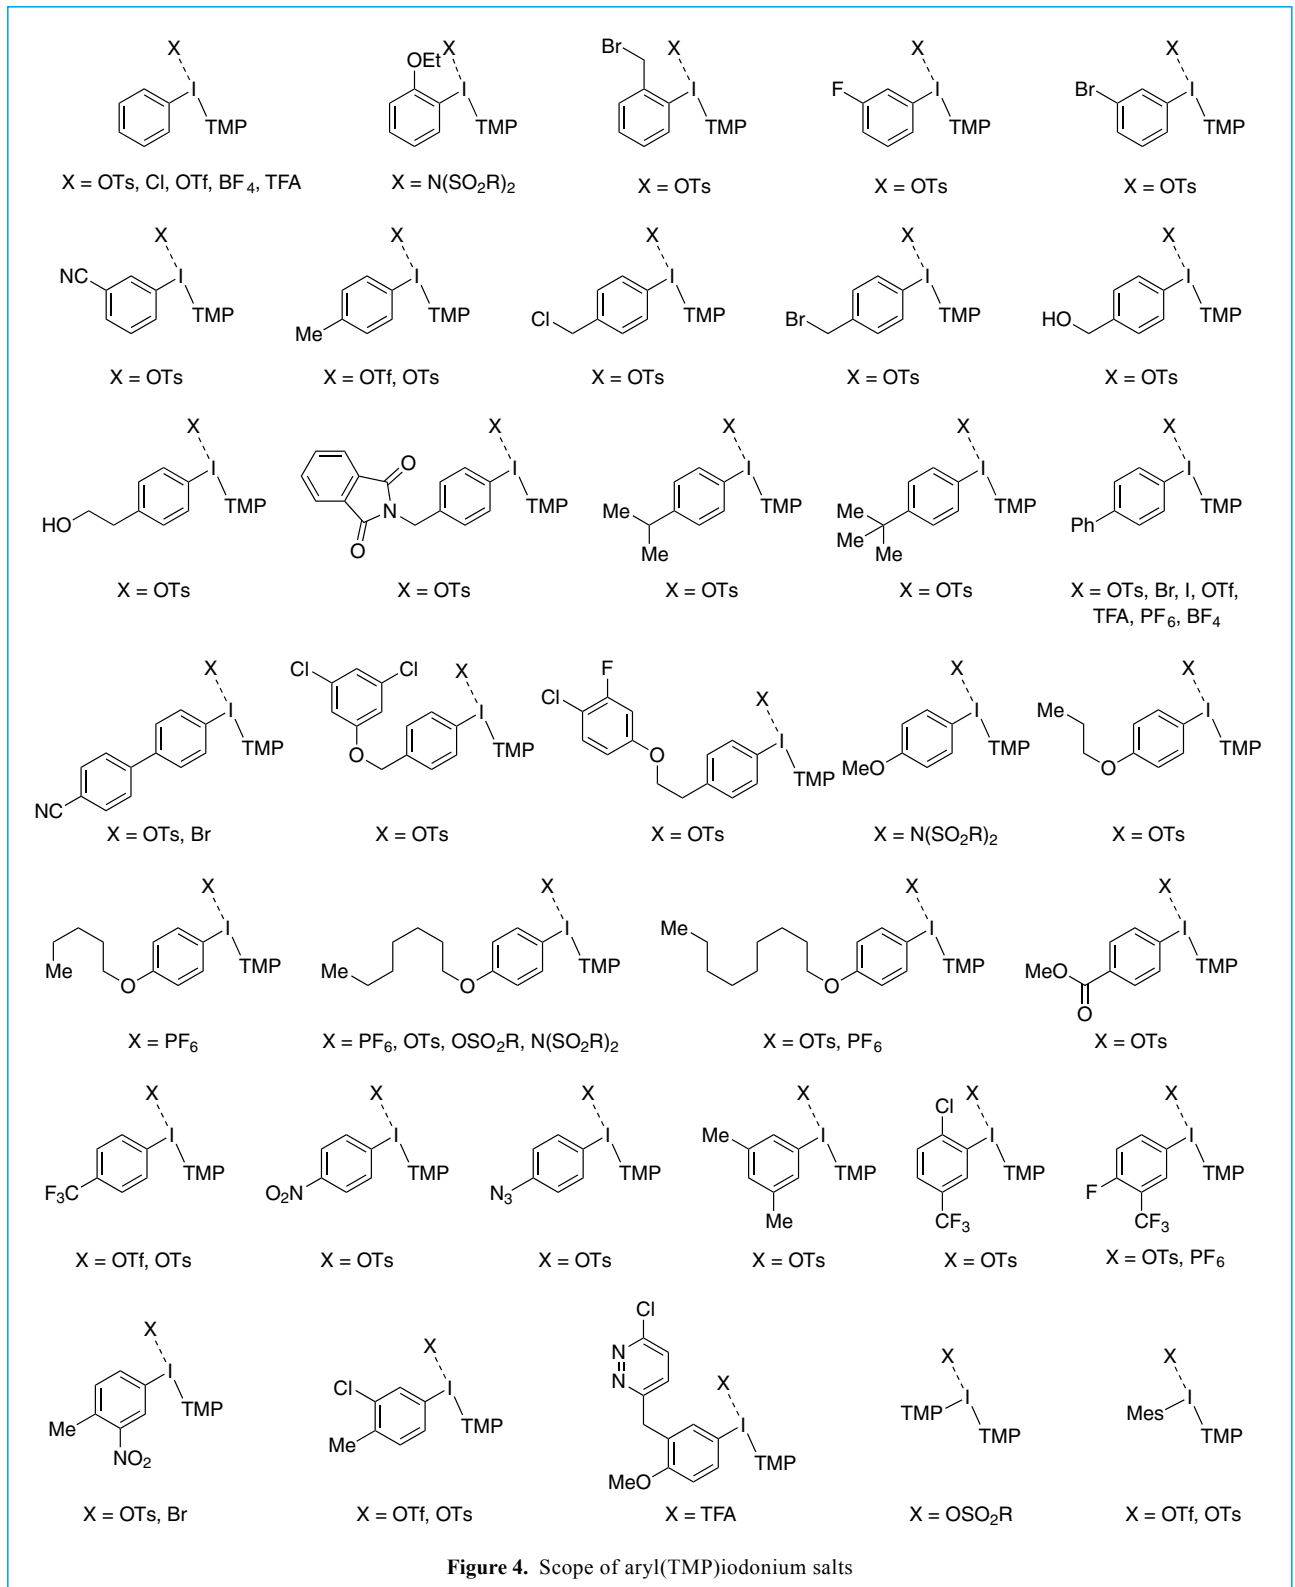 X X X X X
OEt Br
I I I F I Br I
TMP TMP TMP TMP TMP
X = OTs, Cl, OTf, BF4, TFA X = N(SO2R)2 X = OTs X = OTs X = OTs
X X X X X
NC I I I I I
TMP TMP TMP TMP TMP
Me Cl Br HO
X = OTs X = OTf, OTs X = OTs X = OTs X = OTs
X X X X X
I O I I I I
TMP N TMP TMP TMP TMP
HO O Me Me Me Me Me Ph
X = OTs X = OTs X = OTs X = OTs X = OTs, Br, I, OTf,
TFA, PF6, BF4
X Cl Cl X F X X X
I I Cl I I Me I
TMP O TMP O TMP MeO TMP O TMP
NC
X = OTs, Br X = OTs X = OTs X = N(SO2R)2 X = OTs
X X X X
I I Me I I
Me O TMP Me O TMP O TMP MeO O TMP
X = PF6 X = PF6, OTs, OSO2R, N(SO2R)2 X = OTs, PF6 X = OTs
X X X X Cl X X
I I I Me I I I
TMP TMP TMP TMP TMP TMP
F3C O2N N3 Me CF3 F CF3
X = OTf, OTs X = OTs X = OTs X = OTs X = OTs X = OTs, PF6
Cl
X X N N X X X
I Cl I I I I
Me TMP Me TMP TMP TMP TMP Mes TMP
NO2 MeO
X = OTs, Br X = OTf, OTs X = TFA X = OSO2R X = OTf, OTs
Figure 4. Scope of aryl(TMP)iodonium salts